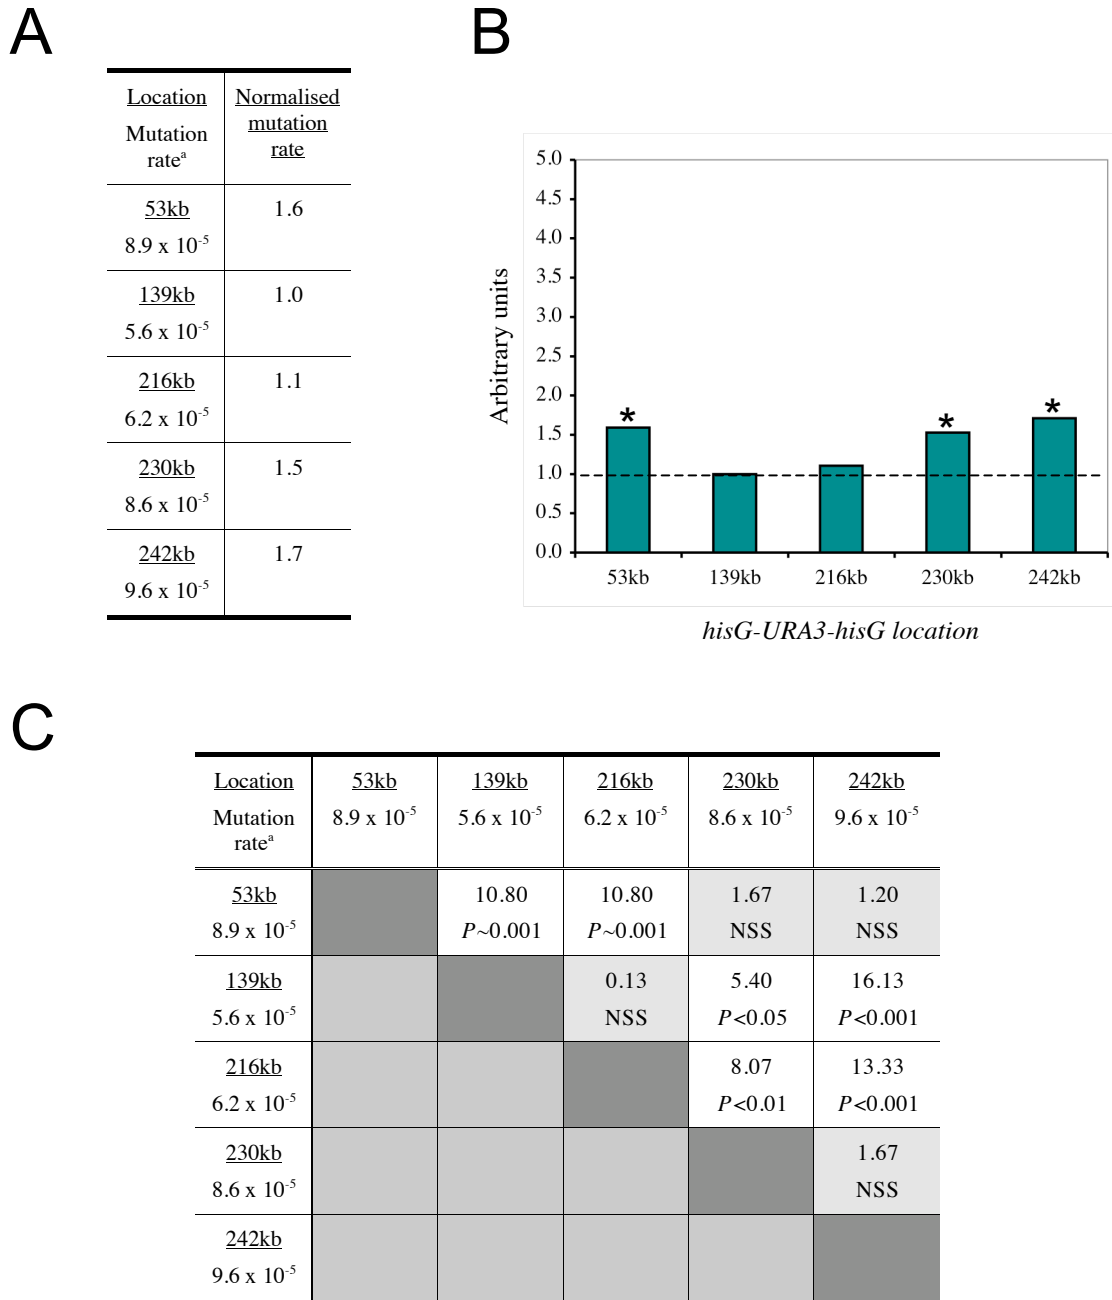 A
Location
Mutation
rateᵃ
Normalised
mutation
rate
53kb
8.9 x 10⁻⁵
1.6
139kb
5.6 x 10⁻⁵
1.0
216kb
6.2 x 10⁻⁵
1.1
230kb
8.6 x 10⁻⁵
1.5
242kb
9.6 x 10⁻⁵
1.7
B
Arbitrary units
5.0
4.5
4.0
3.5
3.0
2.5
2.0
1.5
1.0
0.5
0.0
* * *
53kb 139kb 216kb 230kb 242kb
hisG-URA3-hisG location
C
Location
Mutation
rateᵃ
53kb
8.9 x 10⁻⁵
139kb
5.6 x 10⁻⁵
216kb
6.2 x 10⁻⁵
230kb
8.6 x 10⁻⁵
242kb
9.6 x 10⁻⁵
53kb
8.9 x 10⁻⁵
10.80
P~0.001
10.80
P~0.001
1.67
NSS
1.20
NSS
139kb
5.6 x 10⁻⁵
0.13
NSS
5.40
P<0.05
16.13
P<0.001
216kb
6.2 x 10⁻⁵
8.07
P<0.01
13.33
P<0.001
230kb
8.6 x 10⁻⁵
1.67
NSS
242kb
9.6 x 10⁻⁵